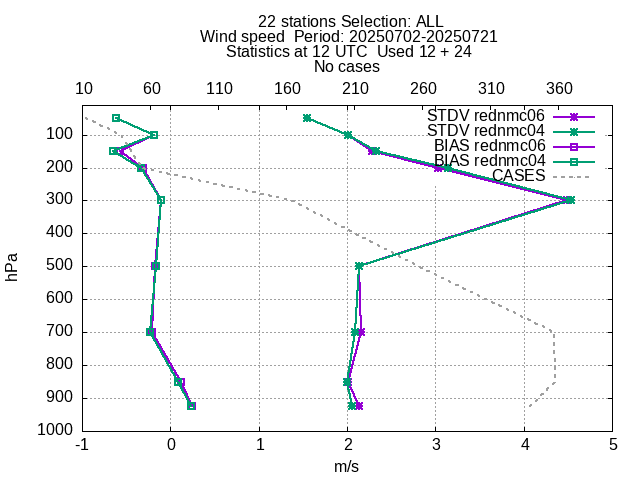 22 stations Selection: ALL
Wind speed  Period: 20250702-20250721
Statistics at 12 UTC  Used 12 + 24
No cases
10 60 110 160 210 260 310 360
STDV rednmc06
STDV rednmc04
BIAS rednmc06
BIAS rednmc04
CASES
100
200
300
400
500
600
700
800
900
1000
hPa
-1 0 1 2 3 4 5
m/s